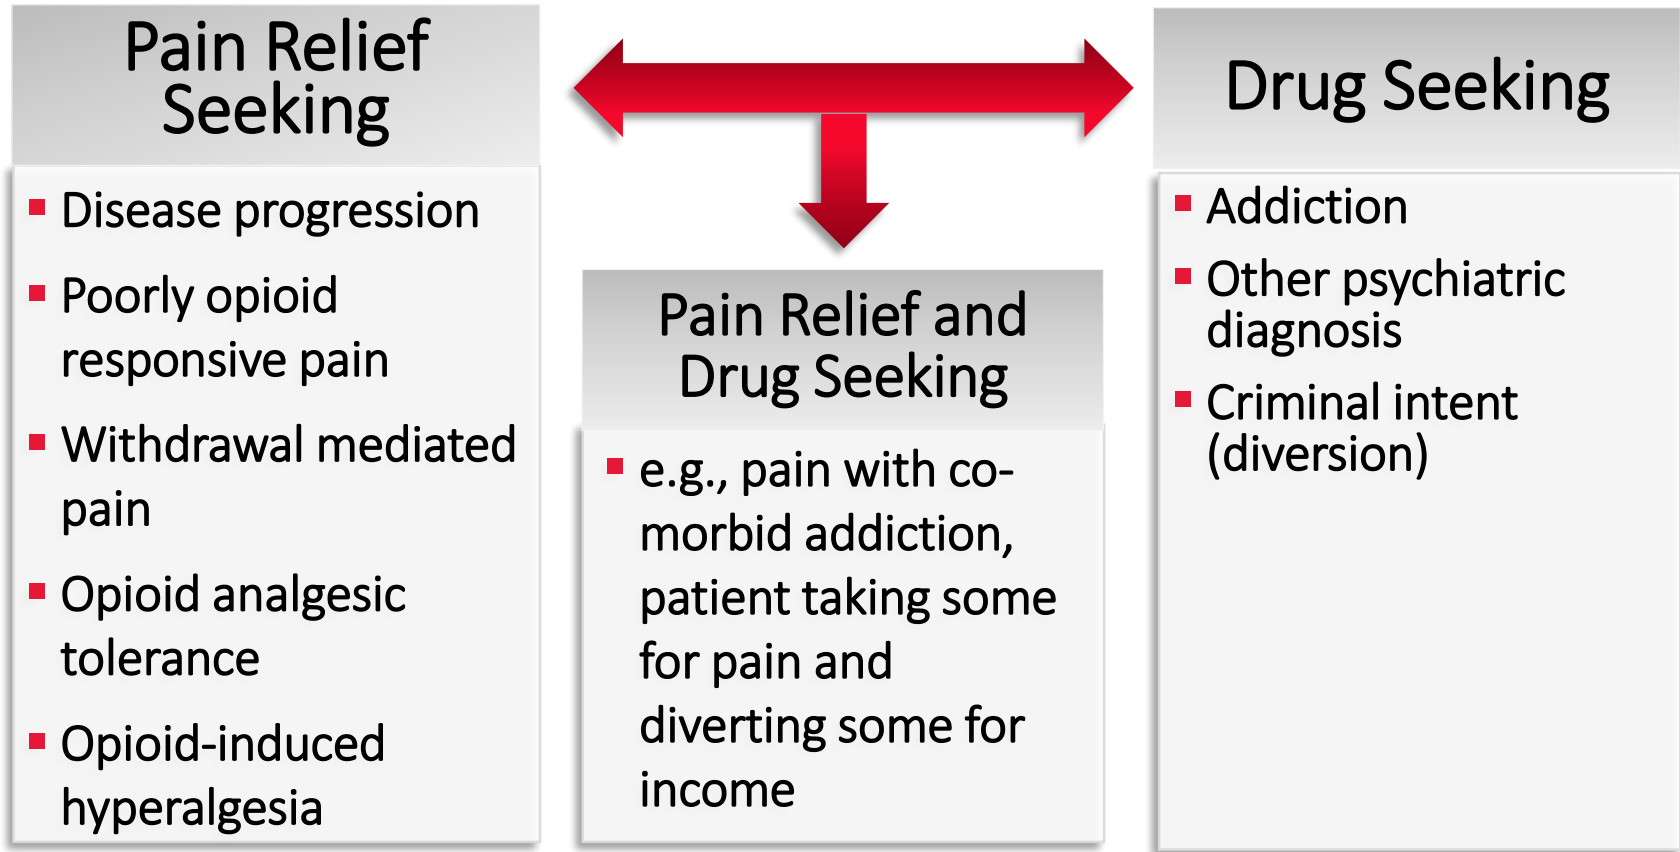 Pain Relief
Seeking
▪ Disease progression
▪ Poorly opioid
responsive pain
▪ Withdrawal mediated
pain
▪ Opioid analgesic
tolerance
▪ Opioid-induced
hyperalgesia
Pain Relief and
Drug Seeking
▪ e.g., pain with co-
morbid addiction,
patient taking some
for pain and
diverting some for
income
Drug Seeking
▪ Addiction
▪ Other psychiatric
diagnosis
▪ Criminal intent
(diversion)